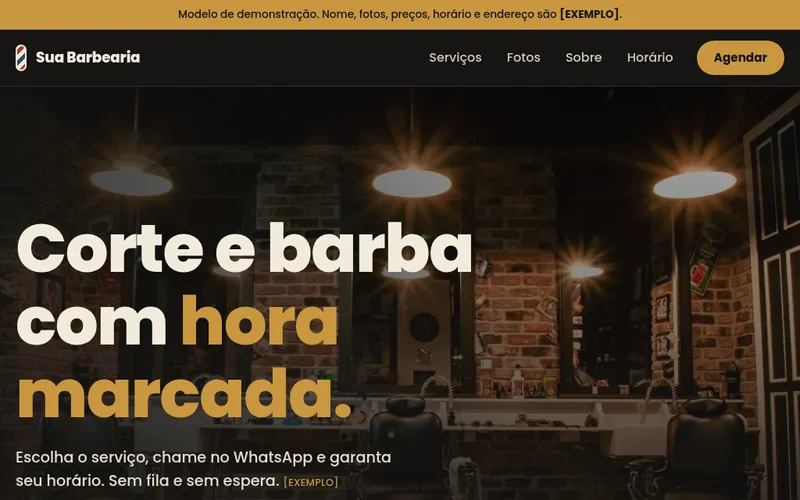 Modelo de demonstração. Nome, fotos, preços, horário e endereço são [EXEMPLO].
Sua Barbearia
Serviços
Fotos
Sobre
Horário
Agendar
Corte e barba
com hora
marcada.
Escolha o serviço, chame no WhatsApp e garanta
seu horário. Sem fila e sem espera. [EXEMPLO]